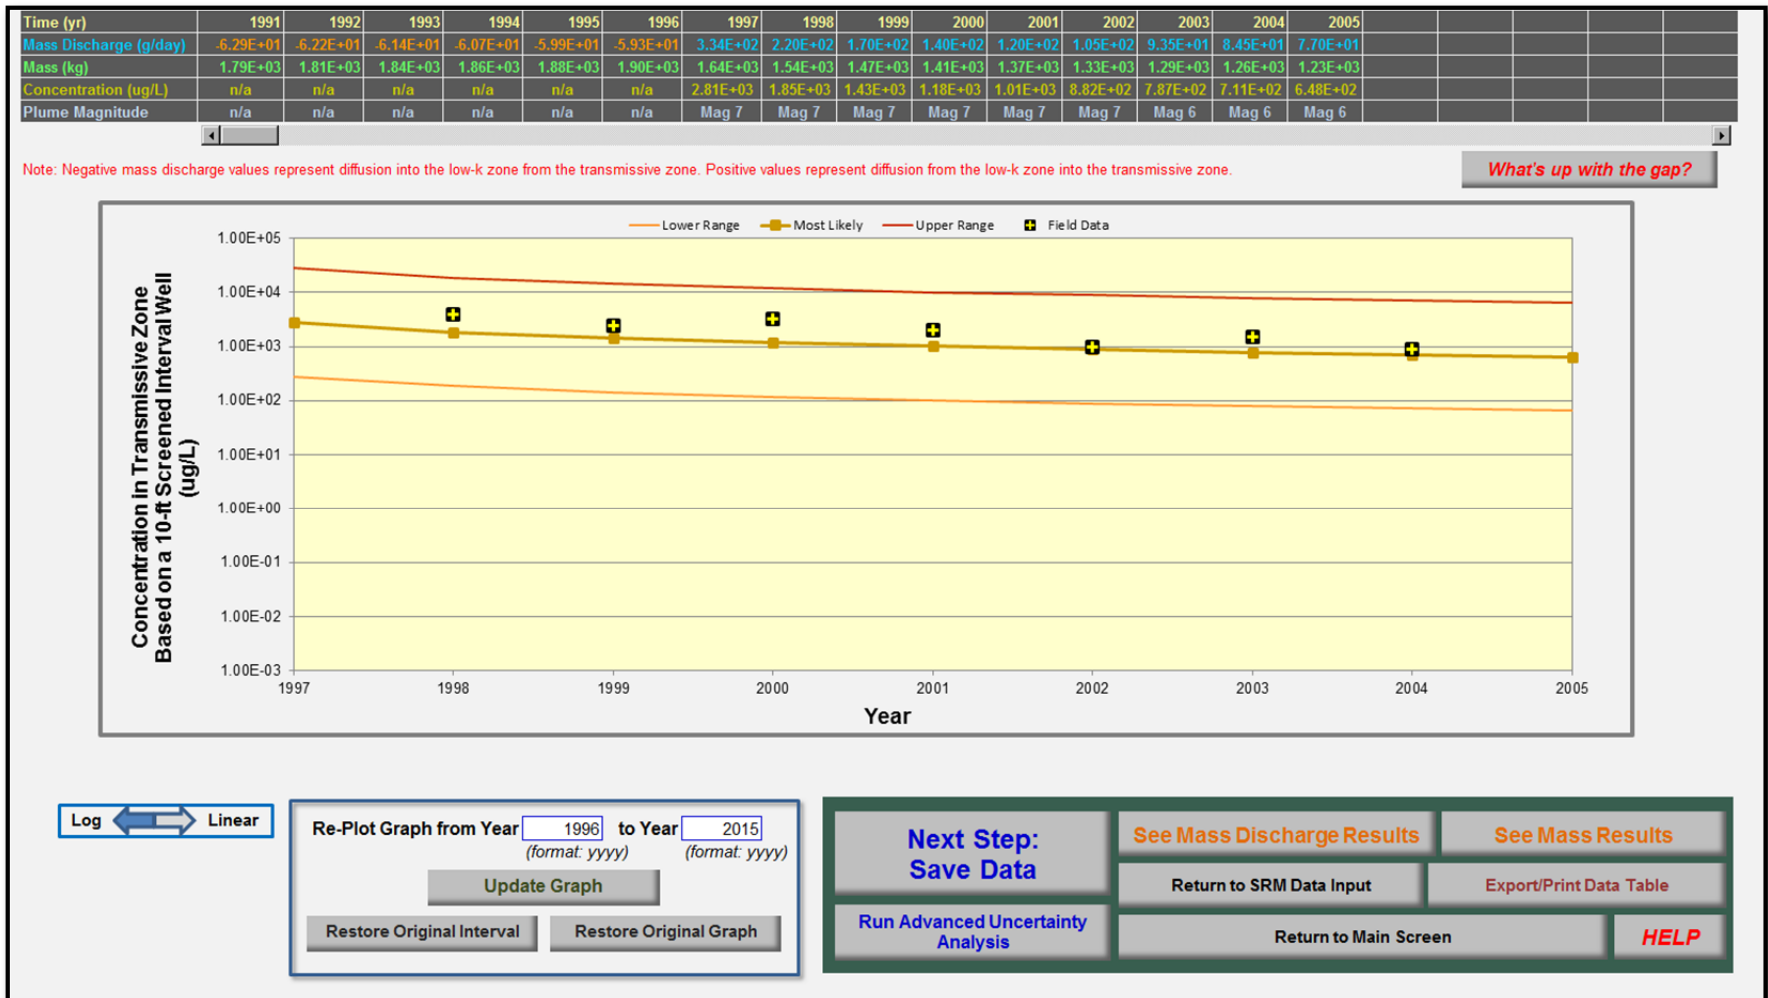 Time (yr) 1991 1992 1993 1994 1995 1996 1997 1998 1999 2000 2001 2002 2003 2004 2005
Mass Discharge (g/day) -6.29E+01 -6.22E+01 -6.14E+01 -6.07E+01 -5.99E+01 -5.93E+01 3.34E+02 2.20E+02 1.70E+02 1.40E+02 1.20E+02 1.05E+02 9.35E+01 8.45E+01 7.70E+01
Mass (kg) 1.79E+03 1.81E+03 1.84E+03 1.86E+03 1.88E+03 1.90E+03 1.64E+03 1.54E+03 1.47E+03 1.41E+03 1.37E+03 1.33E+03 1.29E+03 1.26E+03 1.23E+03
Concentration (ug/L) n/a n/a n/a n/a n/a n/a 2.81E+03 1.85E+03 1.43E+03 1.18E+03 1.01E+03 8.82E+02 7.87E+02 7.11E+02 6.48E+02
Plume Magnitude n/a n/a n/a n/a n/a n/a Mag 7 Mag 7 Mag 7 Mag 7 Mag 7 Mag 7 Mag 6 Mag 6 Mag 6
Note: Negative mass discharge values represent diffusion into the low-k zone from the transmissive zone. Positive values represent diffusion from the low-k zone into the transmissive zone.
What's up with the gap?
Lower Range Most Likely Upper Range Field Data
Concentration in Transmissive Zone
Based on a 10-ft Screened Interval Well
(ug/L)
1.00E+05
1.00E+04
1.00E+03
1.00E+02
1.00E+01
1.00E+00
1.00E-01
1.00E-02
1.00E-03
1997 1998 1999 2000 2001 2002 2003 2004 2005
Year
Log Linear
Re-Plot Graph from Year 1996 to Year 2015
(format: yyyy) (format: yyyy)
Update Graph
Restore Original Interval Restore Original Graph
Next Step:
Save Data
Run Advanced Uncertainty
Analysis
See Mass Discharge Results See Mass Results
Return to SRM Data Input Export/Print Data Table
Return to Main Screen HELP